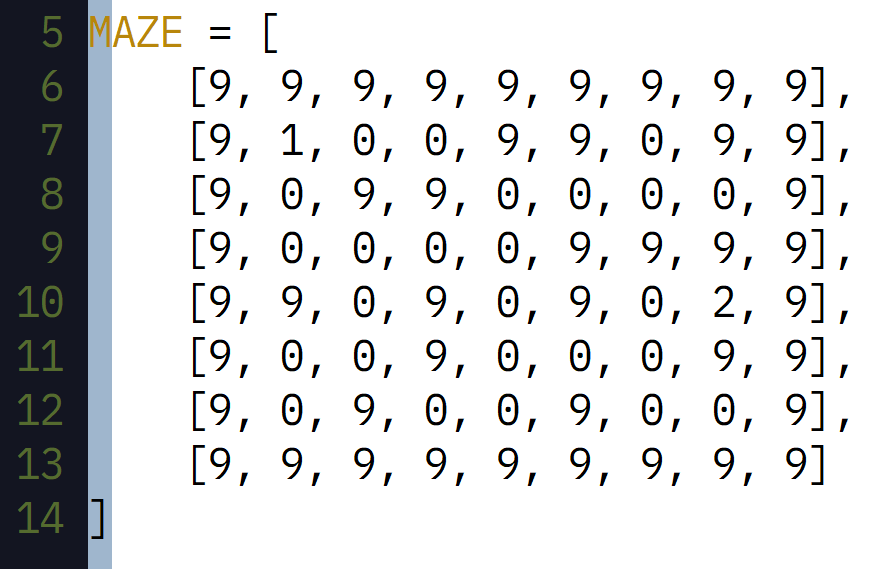 5 MAZE = [
6     [9, 9, 9, 9, 9, 9, 9, 9, 9],
7     [9, 1, 0, 0, 9, 9, 0, 9, 9],
8     [9, 0, 9, 9, 0, 0, 0, 0, 9],
9     [9, 0, 0, 0, 0, 9, 9, 9, 9],
10     [9, 9, 0, 9, 0, 9, 0, 2, 9],
11     [9, 0, 0, 9, 0, 0, 0, 9, 9],
12     [9, 0, 9, 0, 0, 9, 0, 0, 9],
13     [9, 9, 9, 9, 9, 9, 9, 9, 9]
14 ]